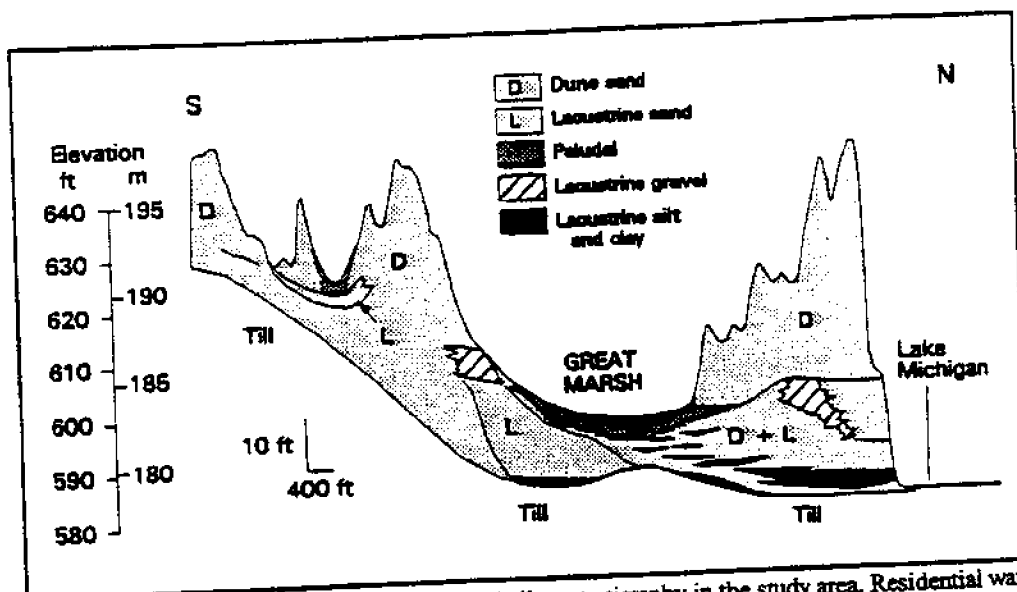 S
N
D Dune sand
L Lacustrine sand
Paludal
Lacustrine gravel
Lacustrine silt
and clay
Elevation
ft m
640 195
630
190
620
610
185
600
590 180
580
D
D
D
L
L
D + L
Till
Till
Till
GREAT
MARSH
Lake
Michigan
10 ft
400 ft
in the study area. Residential